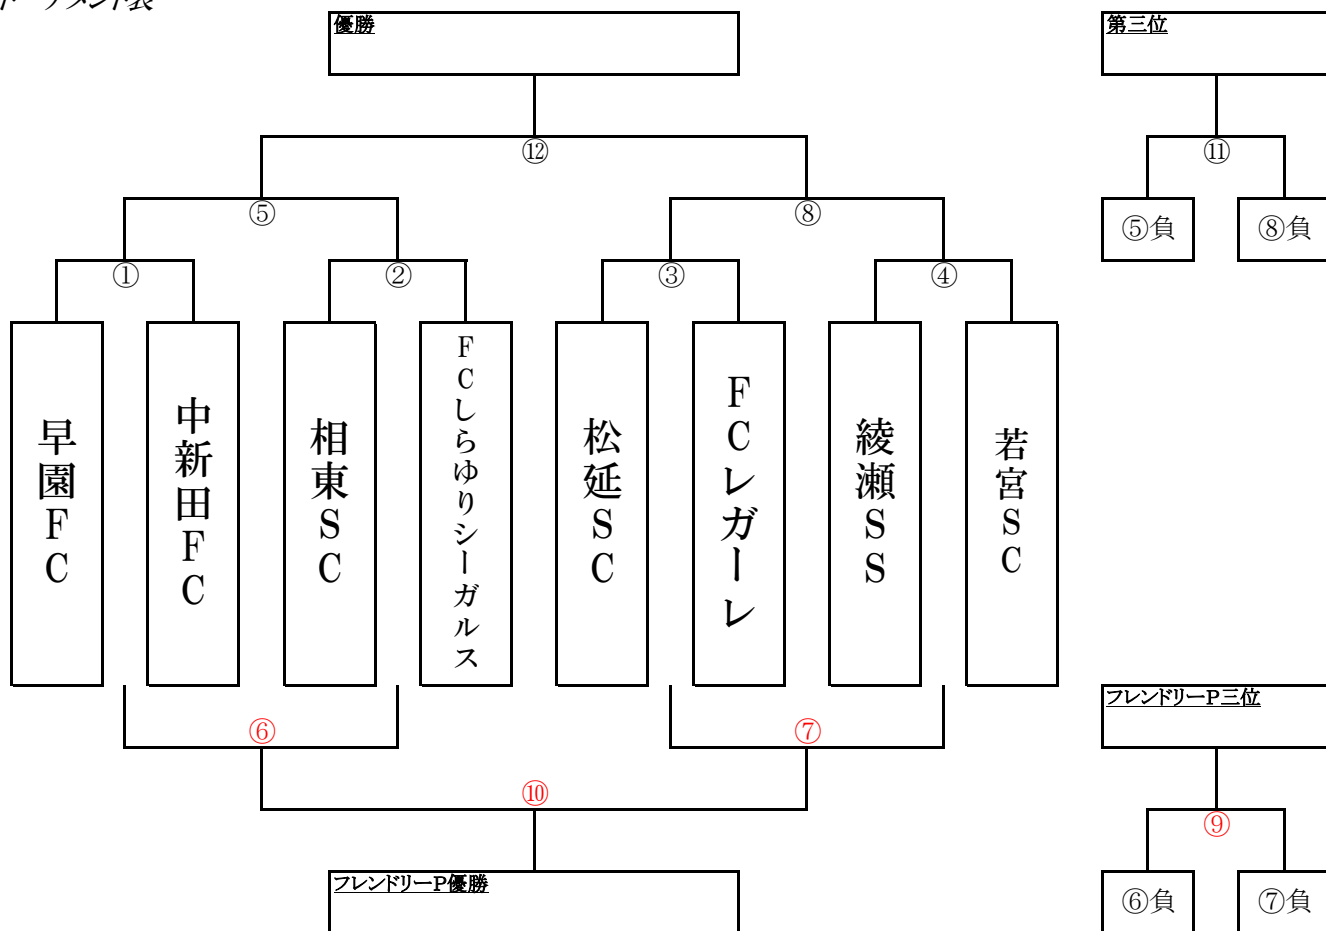 優勝
第三位
⑫
⑪
⑤
⑧
⑤負
⑧負
①
②
③
④
早園FC
中新田FC
相東SC
FCしらゆりシーガルス
松延SC
FCレガーレ
綾瀬SS
若宮SC
⑥
⑦
フレンドリーP三位
⑩
⑨
フレンドリーP優勝
⑥負
⑦負